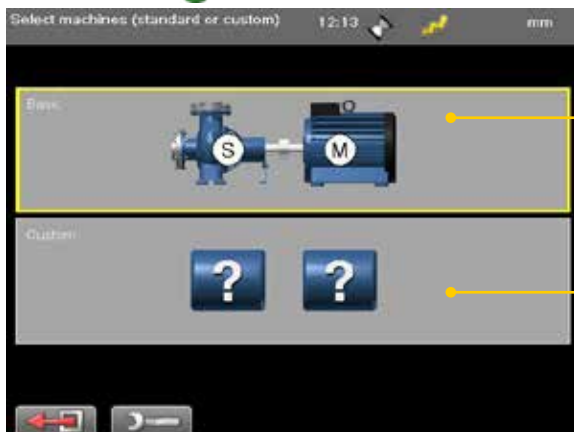 Select machines (standard or custom) 12:13 mm
Basic
S M
Custom
? ?